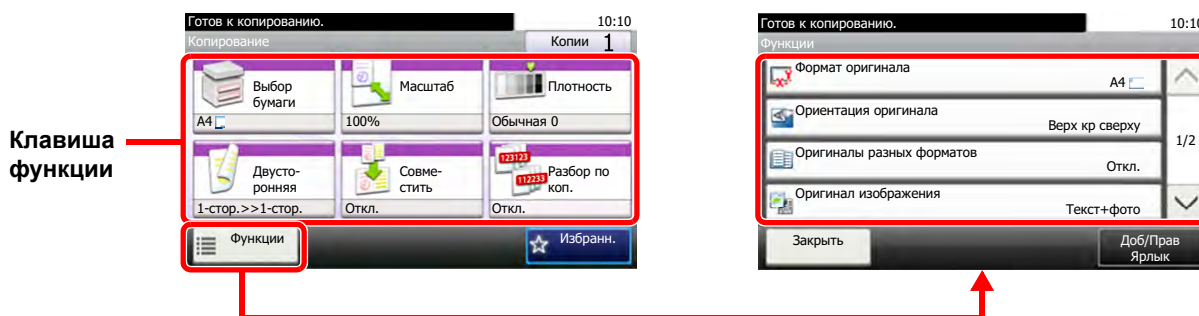 Клавиша
функции
Готов к копированию. 10:10
Копирование Копии 1
Выбор
бумаги
A4
Масштаб
100%
Плотность
Обычная 0
Двусто-
ронняя
1-стор.>>1-стор.
Совме-
стить
Откл.
123123
112233
Разбор по
коп.
Откл.
Функции Избранн.
Готов к копированию. 10:10
Функции
Формат оригинала
A4
Ориентация оригинала
Верх кр сверху
Оригиналы разных форматов
Откл.
Оригинал изображения
Текст+фото
1/2
Закрыть
Доб/Прав
Ярлык